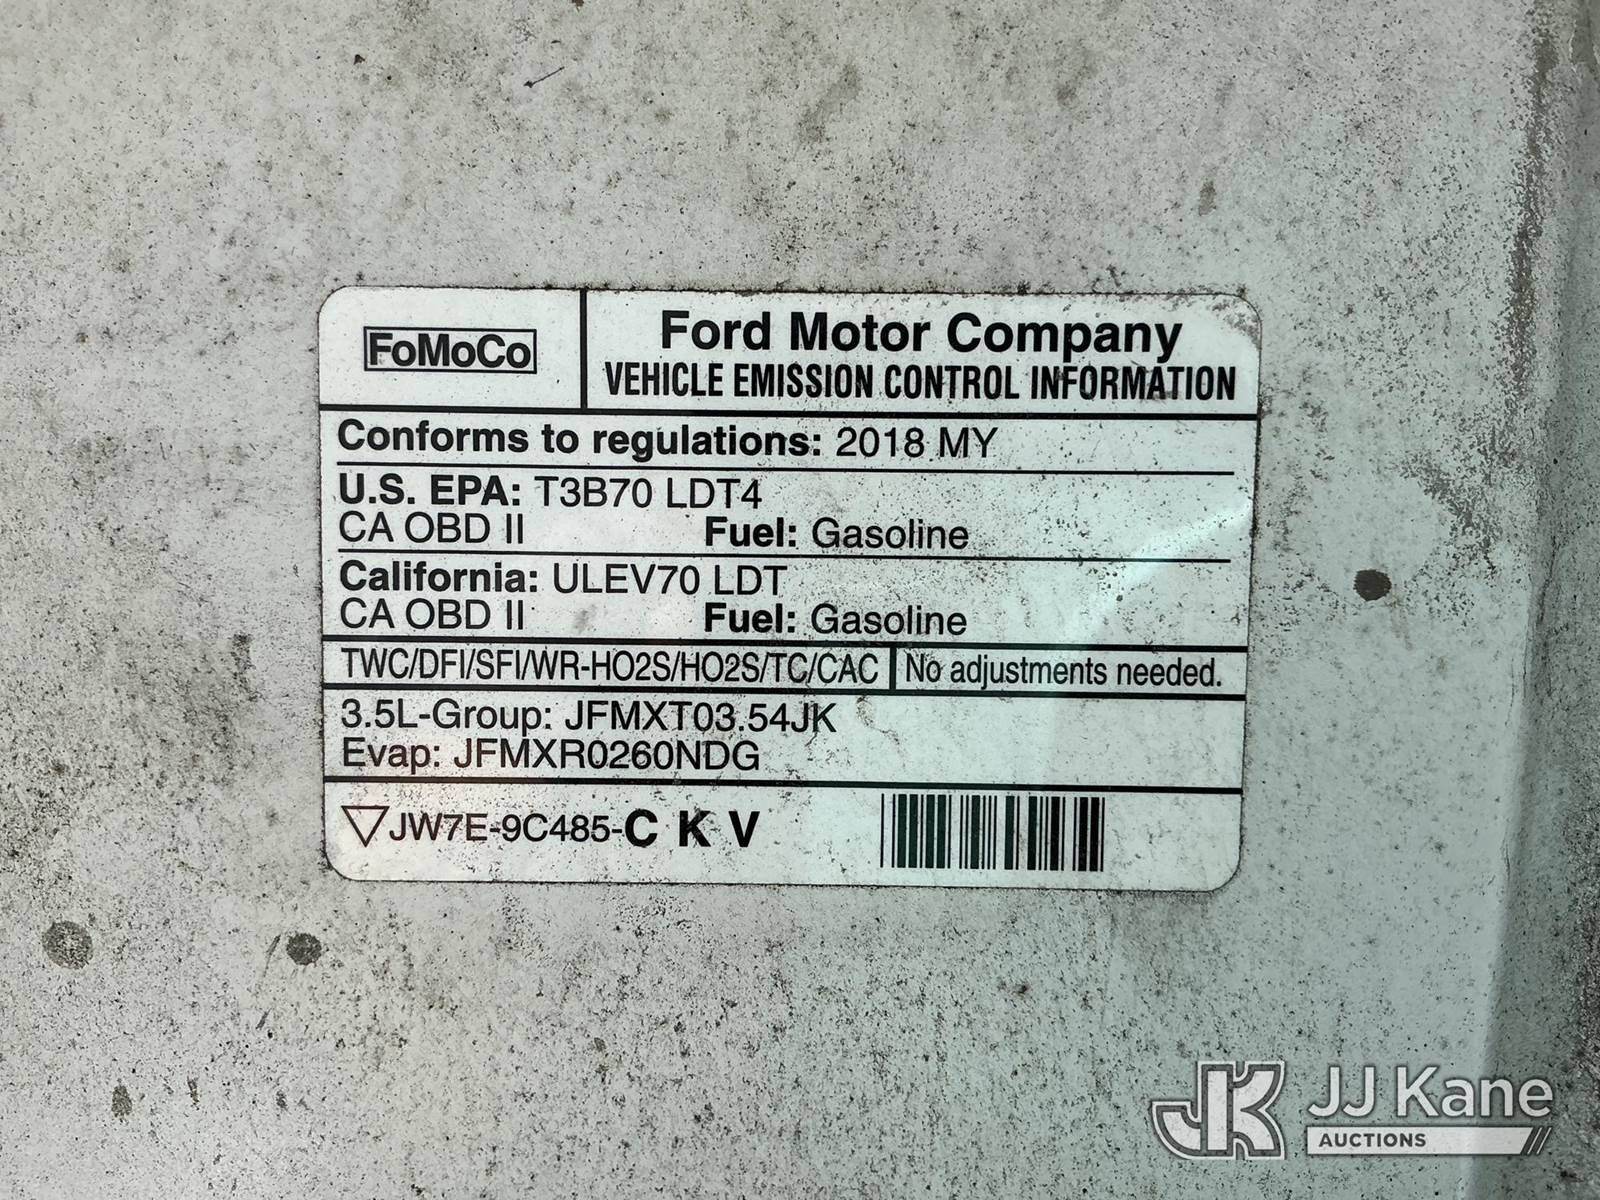 FoMoCo
Ford Motor Company
VEHICLE EMISSION CONTROL INFORMATION
Conforms to regulations: 2018 MY
U.S. EPA: T3B70 LDT4
CA OBD II Fuel: Gasoline
California: ULEV70 LDT
CA OBD II Fuel: Gasoline
TWC/DFI/SFI/WR-HO2S/HO2S/TC/CAC No adjustments needed.
3.5L-Group: JFMXT03.54JK
Evap: JFMXR0260NDG
JW7E-9C485-C K V
JK JJ Kane
AUCTIONS